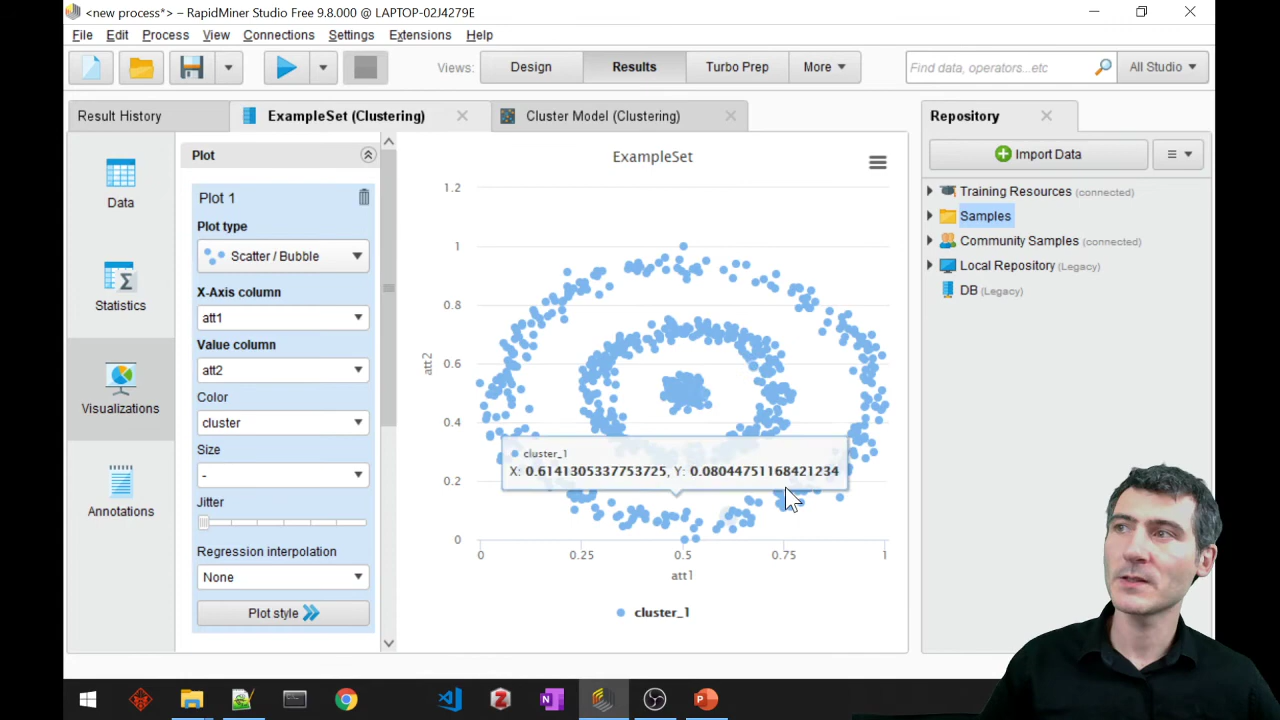 <new process*> – RapidMiner Studio Free 9.8.000 @ LAPTOP-02J4279E
File Edit Process View Connections Settings Extensions Help
Views: Design Results Turbo Prep More Find data, operators...etc All Studio
Result History ExampleSet (Clustering) Cluster Model (Clustering) Repository
Plot
Plot 1
Plot type
Scatter / Bubble
X-Axis column
att1
Value column
att2
Color
cluster
Size
-
Jitter
Regression interpolation
None
Plot style
Data
Statistics
Visualizations
Annotations
ExampleSet
1.2
1
0.8
0.6
0.4
0.2
0
att2
cluster_1
X: 0.6141305337753725, Y: 0.08044751168421234
0 0.25 0.5 0.75 1
att1
cluster_1
Import Data
Training Resources (connected)
Samples
Community Samples (connected)
Local Repository (Legacy)
DB (Legacy)